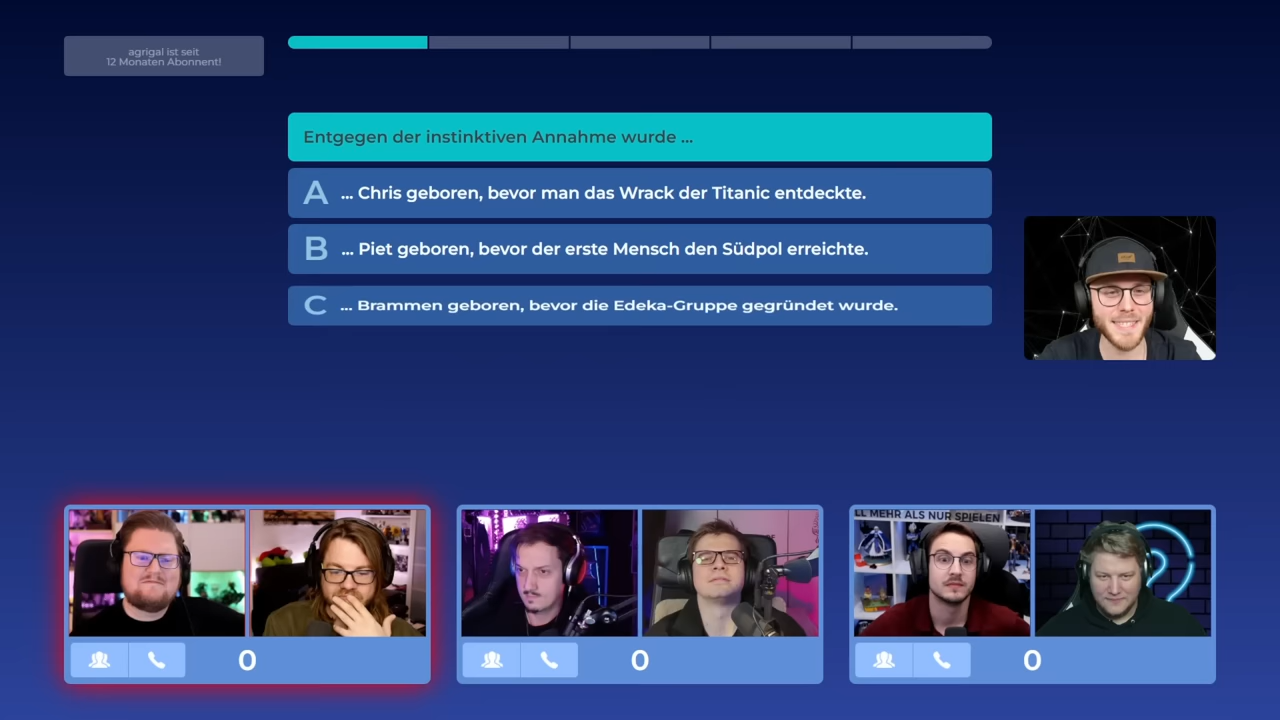 agrigal ist seit
12 Monaten Abonnent!
Entgegen der instinktiven Annahme wurde ...
A ... Chris geboren, bevor man das Wrack der Titanic entdeckte.
B ... Piet geboren, bevor der erste Mensch den Südpol erreichte.
C ... Brammen geboren, bevor die Edeka-Gruppe gegründet wurde.
LL MEHR ALS NUR SPIELEN
0
0
0